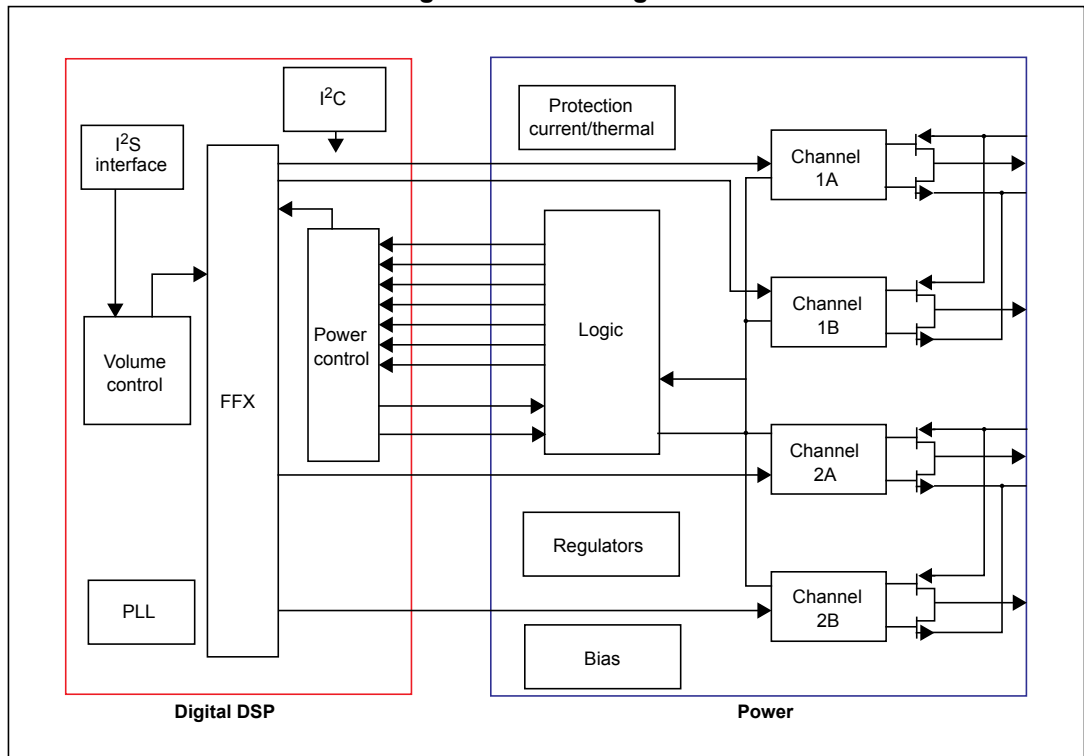 I²C
Protection
current/thermal
I²S
interface
Channel
1A
Channel
1B
Logic
Power
control
Volume
control
FFX
Channel
2A
Regulators
PLL
Channel
2B
Bias
Digital DSP
Power